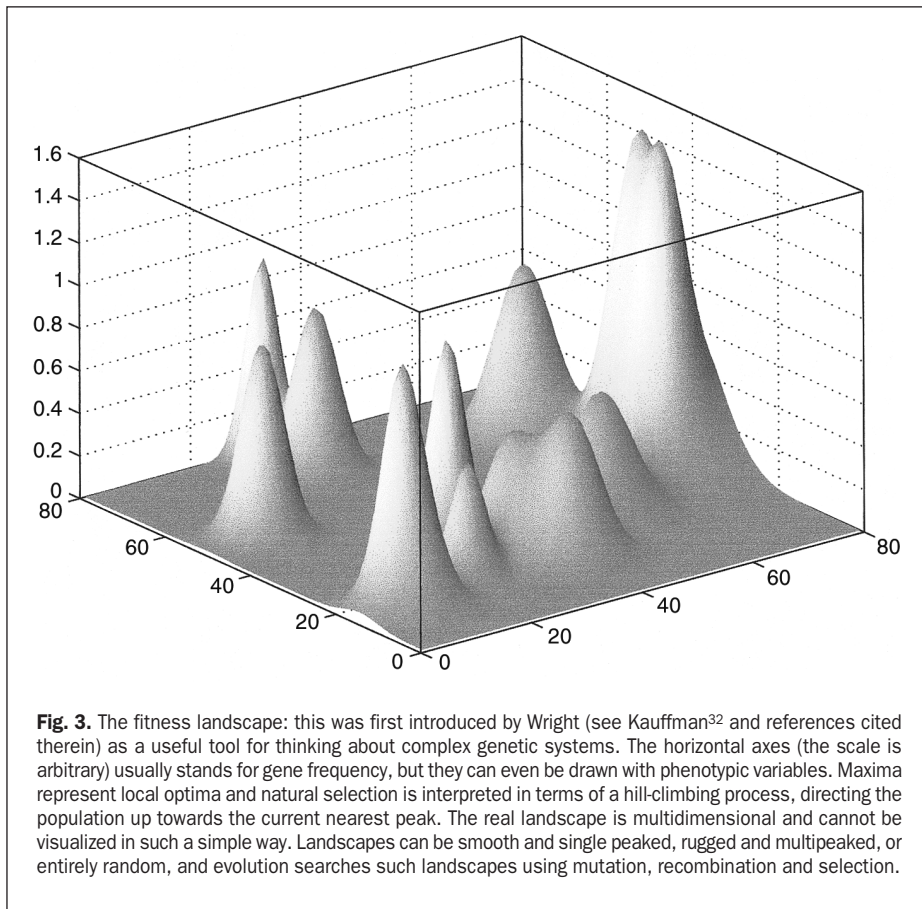 1.6
1.4
1.2
1
0.8
0.6
0.4
0.2
0
80
60
40
20
0
0
20
40
60
80
Fig. 3. The fitness landscape: this was first introduced by Wright (see Kauffman32 and references cited
therein) as a useful tool for thinking about complex genetic systems. The horizontal axes (the scale is
arbitrary) usually stands for gene frequency, but they can even be drawn with phenotypic variables. Maxima
represent local optima and natural selection is interpreted in terms of a hill-climbing process, directing the
population up towards the current nearest peak. The real landscape is multidimensional and cannot be
visualized in such a simple way. Landscapes can be smooth and single peaked, rugged and multipeaked, or
entirely random, and evolution searches such landscapes using mutation, recombination and selection.